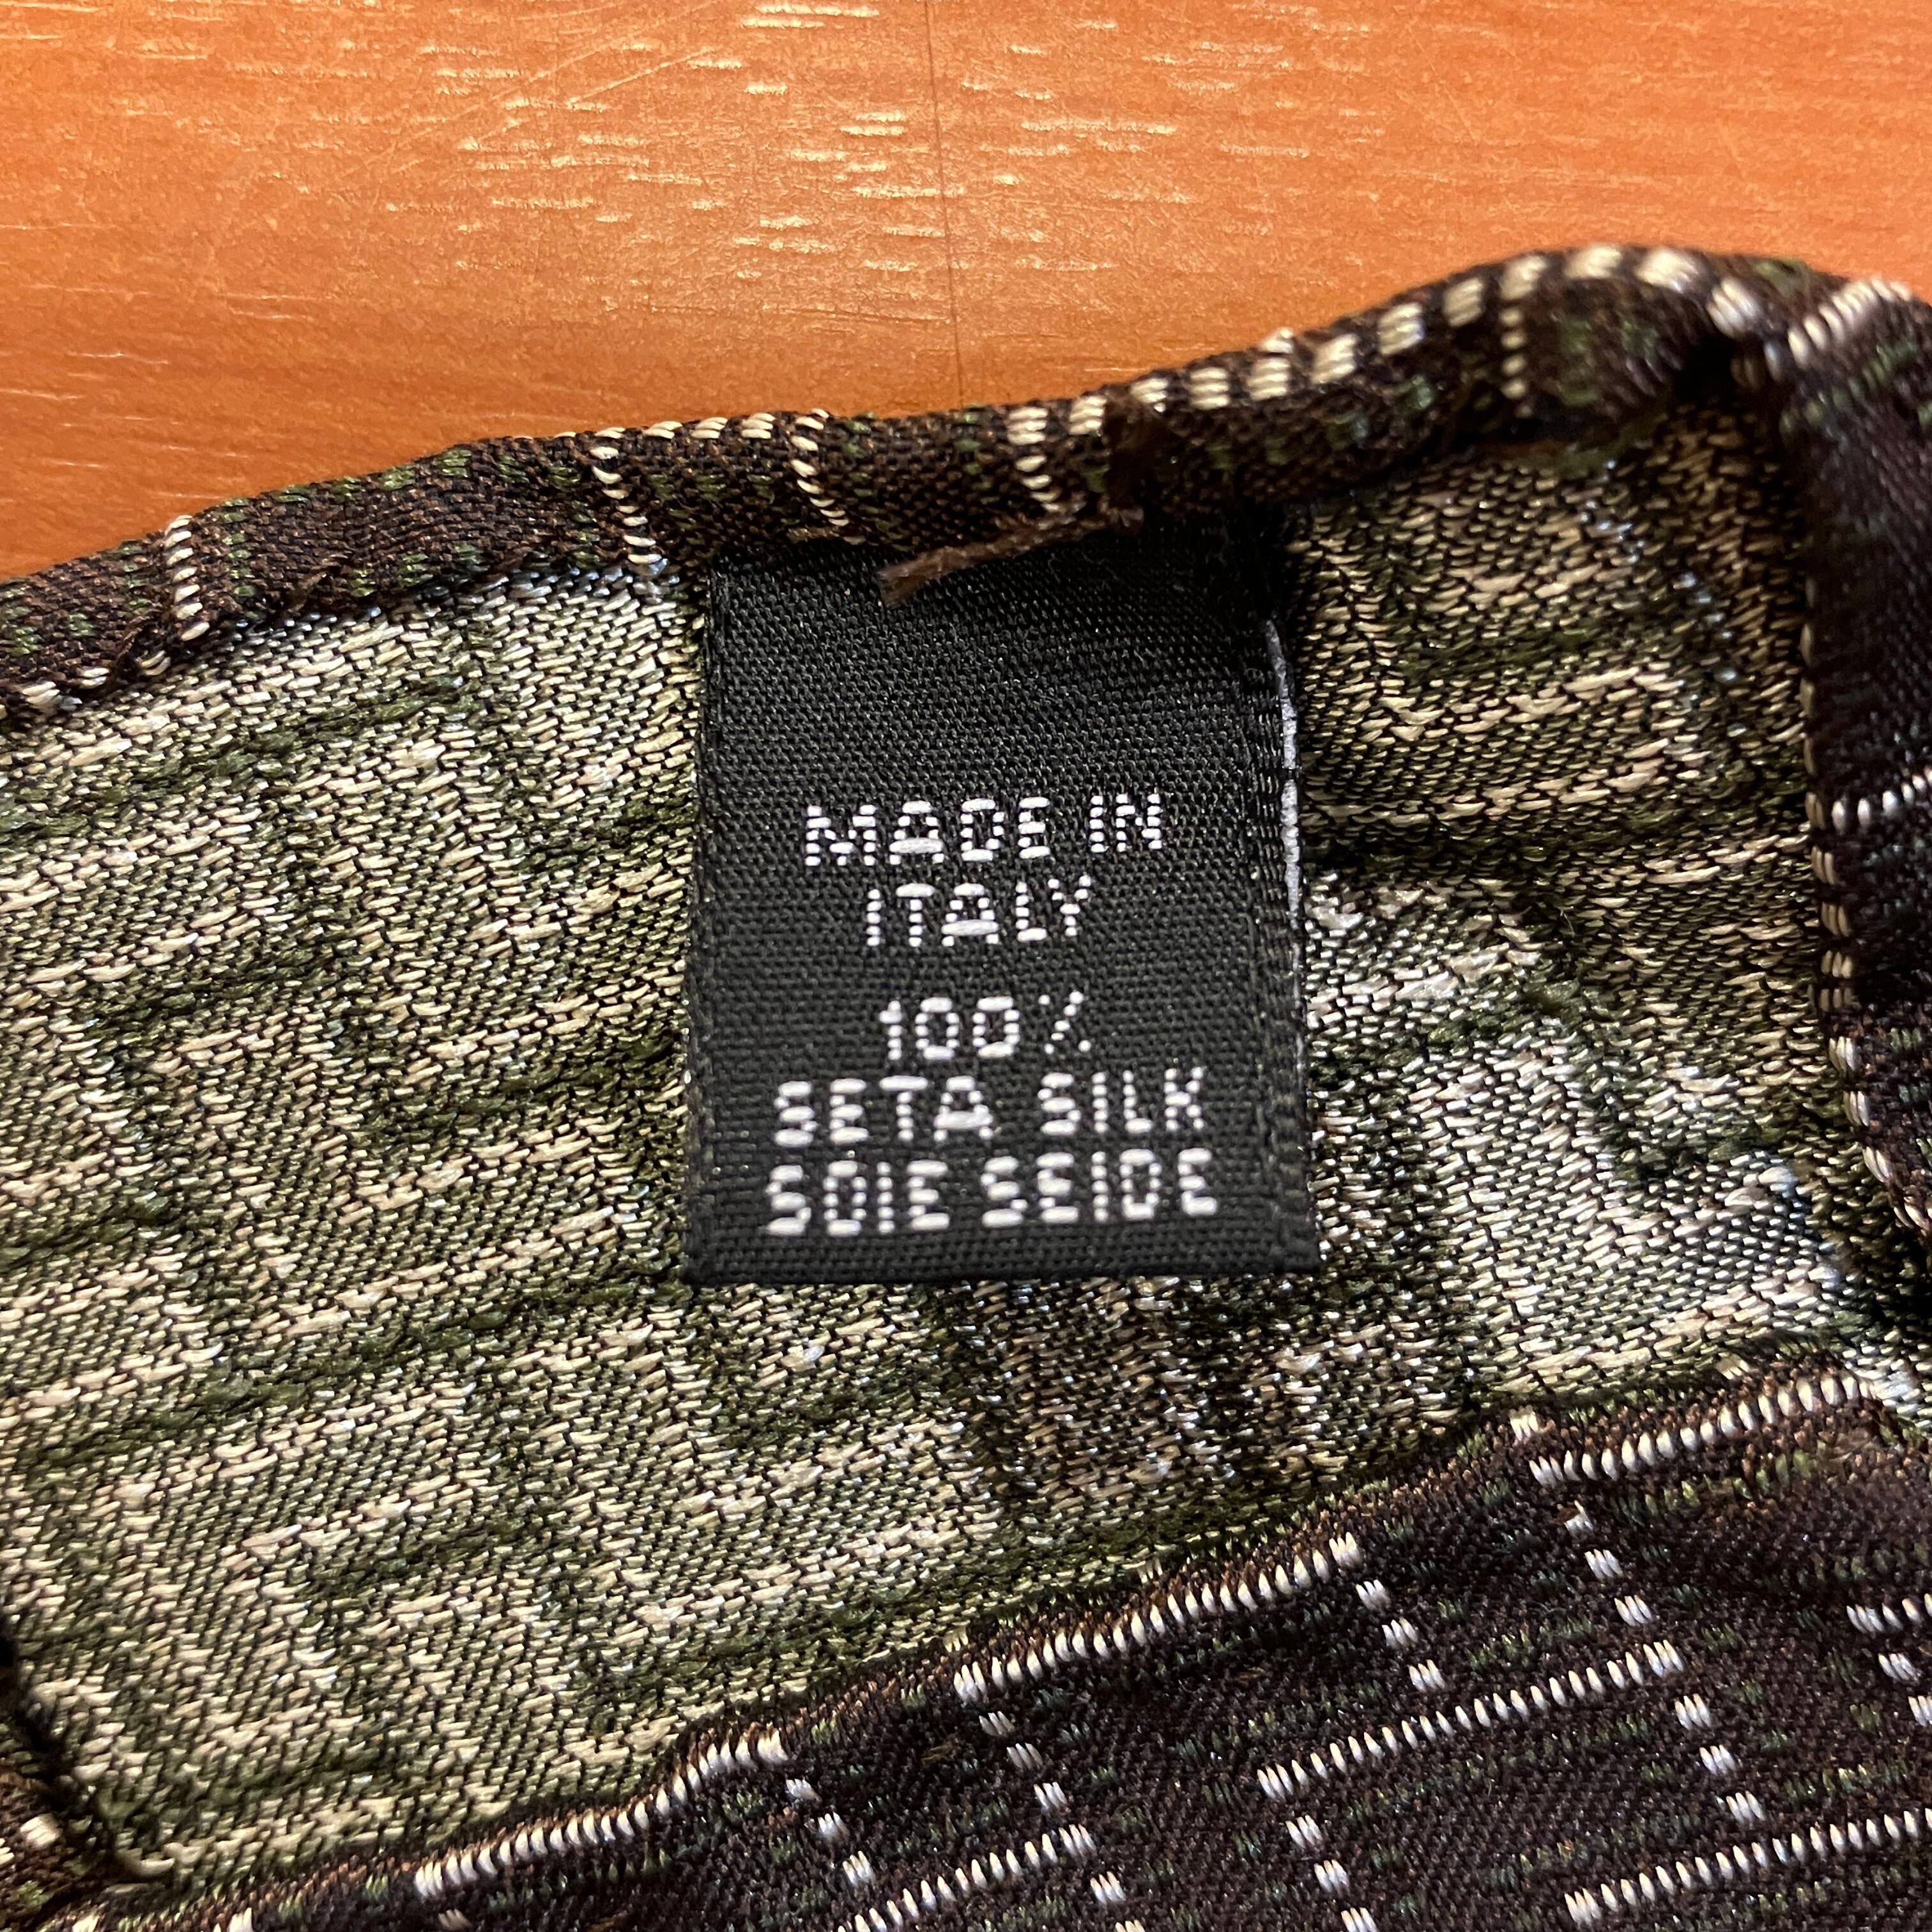 MADE IN
ITALY
100%
SETA SILK
SOIE SEIDE